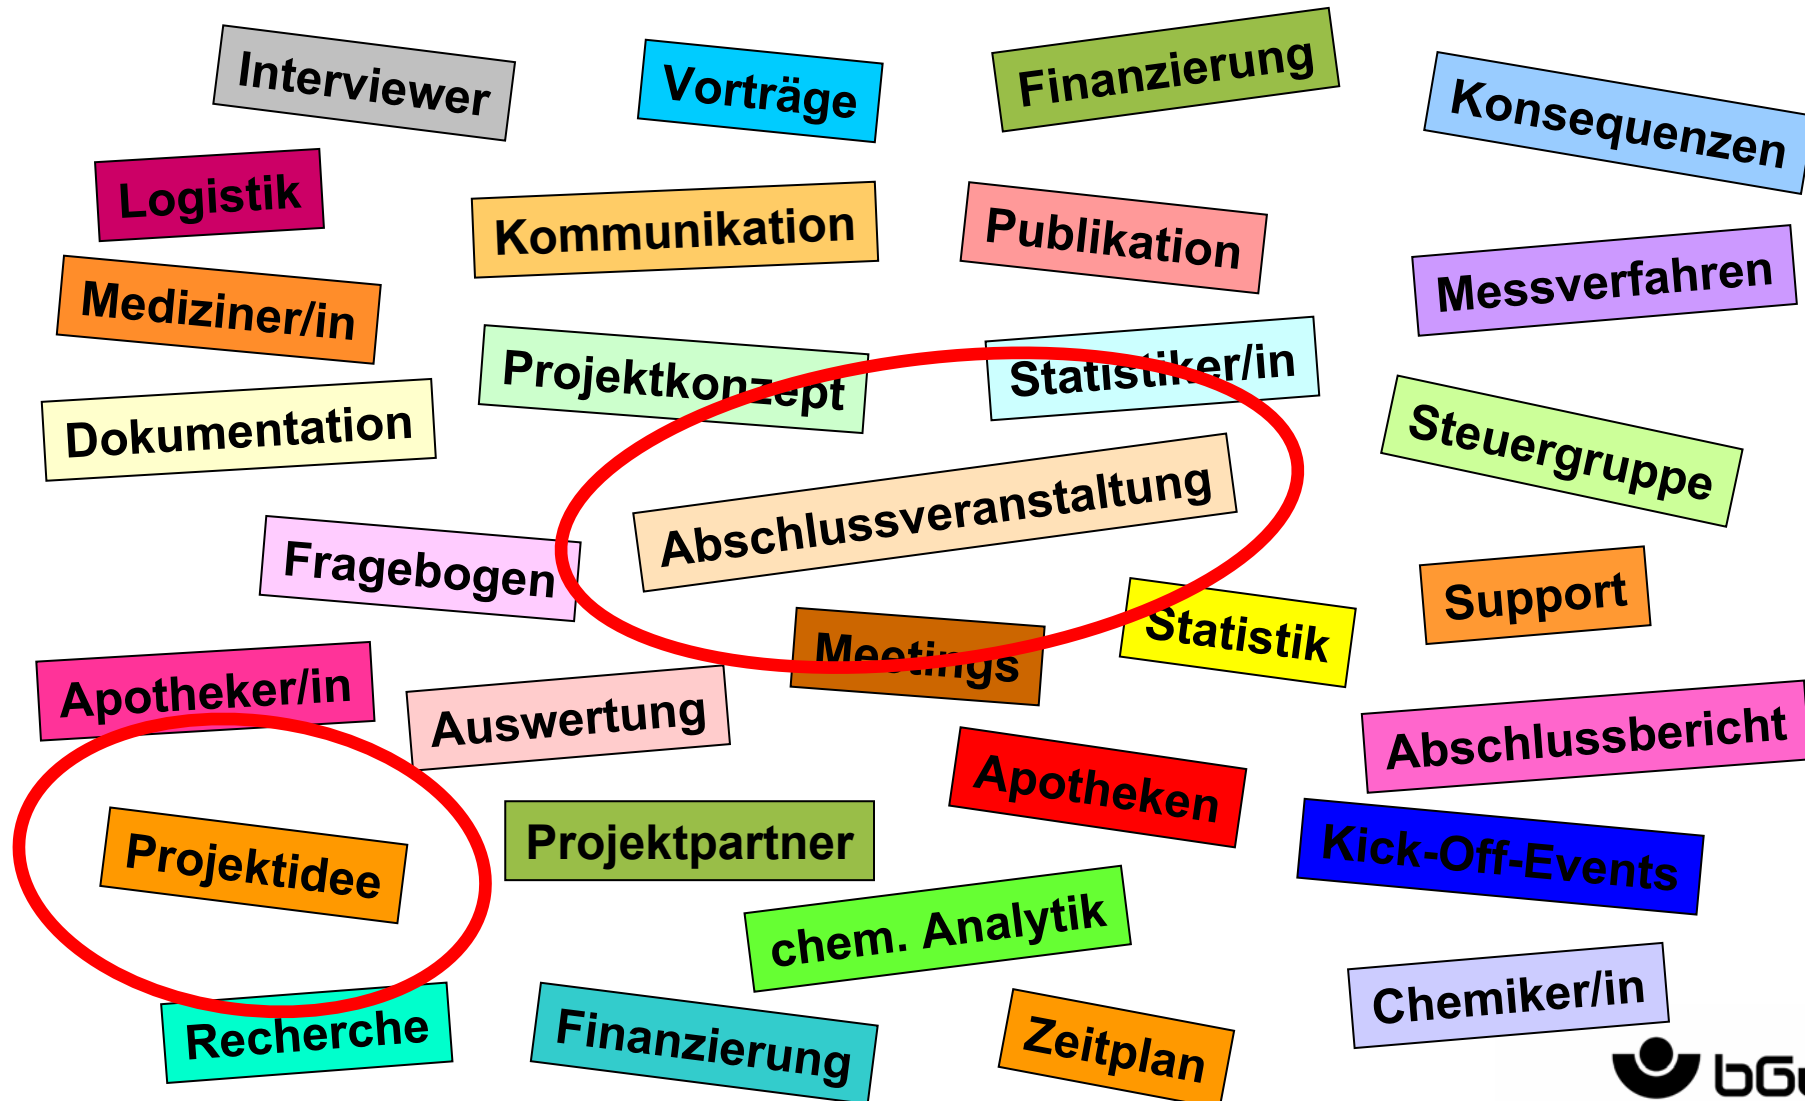 Interviewer
Vorträge
Finanzierung
Konsequenzen
Logistik
Kommunikation
Publikation
Messverfahren
Mediziner/in
Projektkonzept
Statistiker/in
Dokumentation
Steuergruppe
Abschlussveranstaltung
Fragebogen
Support
Meetings
Statistik
Apotheker/in
Auswertung
Abschlussbericht
Apotheken
Projektidee
Projektpartner
Kick-Off-Events
chem. Analytik
Chemiker/in
Recherche
Finanzierung
Zeitplan